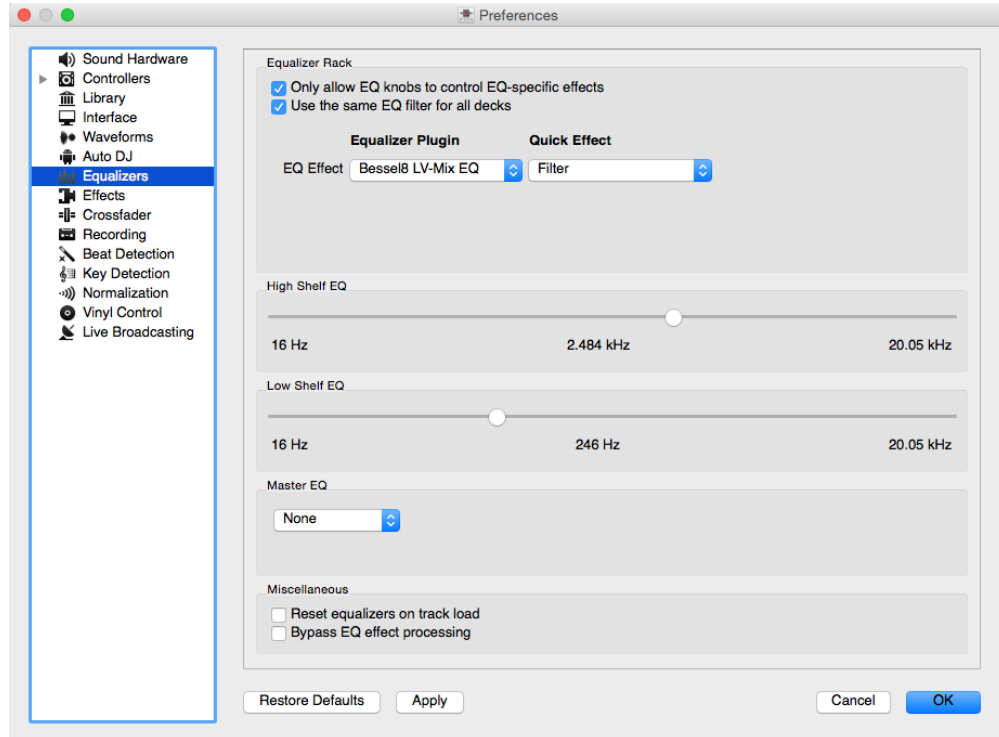 Preferences
Sound Hardware
Controllers
Library
Interface
Waveforms
Auto DJ
Equalizers
Effects
Crossfader
Recording
Beat Detection
Key Detection
Normalization
Vinyl Control
Live Broadcasting
Equalizer Rack
Only allow EQ knobs to control EQ-specific effects
Use the same EQ filter for all decks
Equalizer Plugin Quick Effect
EQ Effect Bessel8 LV-Mix EQ Filter
High Shelf EQ
16 Hz 2.484 kHz 20.05 kHz
Low Shelf EQ
16 Hz 246 Hz 20.05 kHz
Master EQ
None
Miscellaneous
Reset equalizers on track load
Bypass EQ effect processing
Restore Defaults Apply Cancel OK